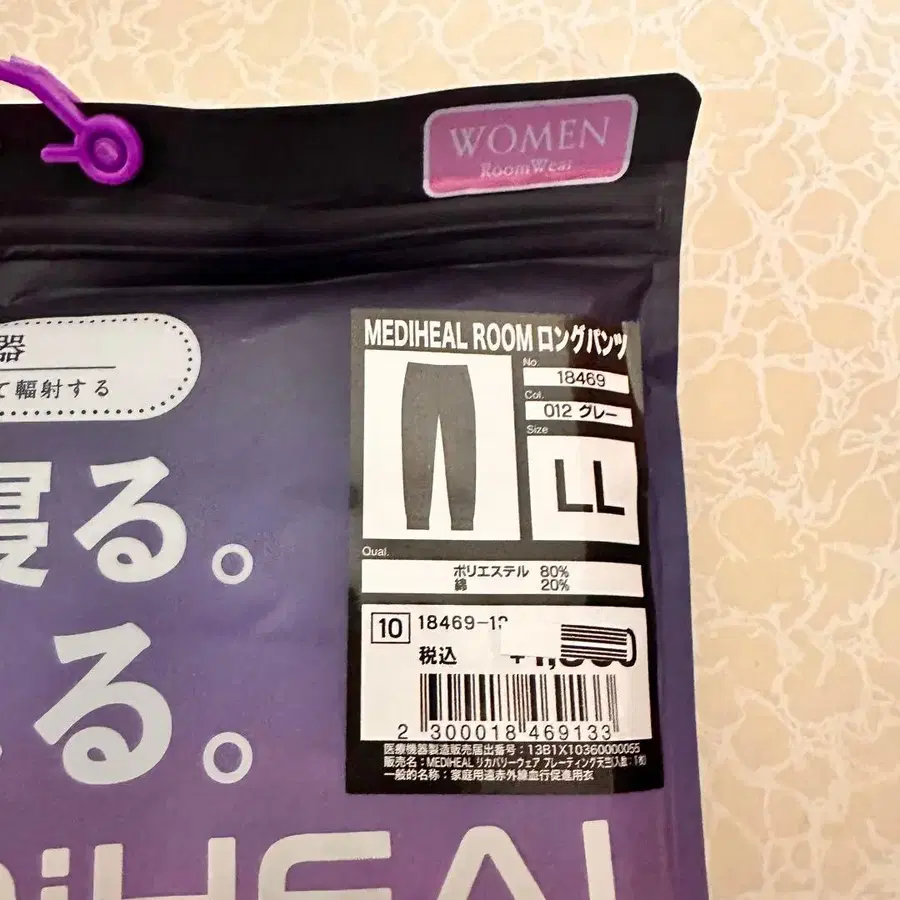 WOMEN
RoomWear
器
て輻射する
寝る。
る。
MEDIHEAL ROOM ロングパンツ
No.
18469
Col.
012 グレー
Size
LL
Qual.
ポリエステル 80%
綿 20%
10 18469-12
税込
2 300018 469133
医療機器製造販売届出番号:13B1X10360000055
販売名:MEDIHEAL リカバリーウェア プレーティング天竺(入数:1枚)
一般的名称:家庭用遠赤外線血行促進用衣
DiHEAL